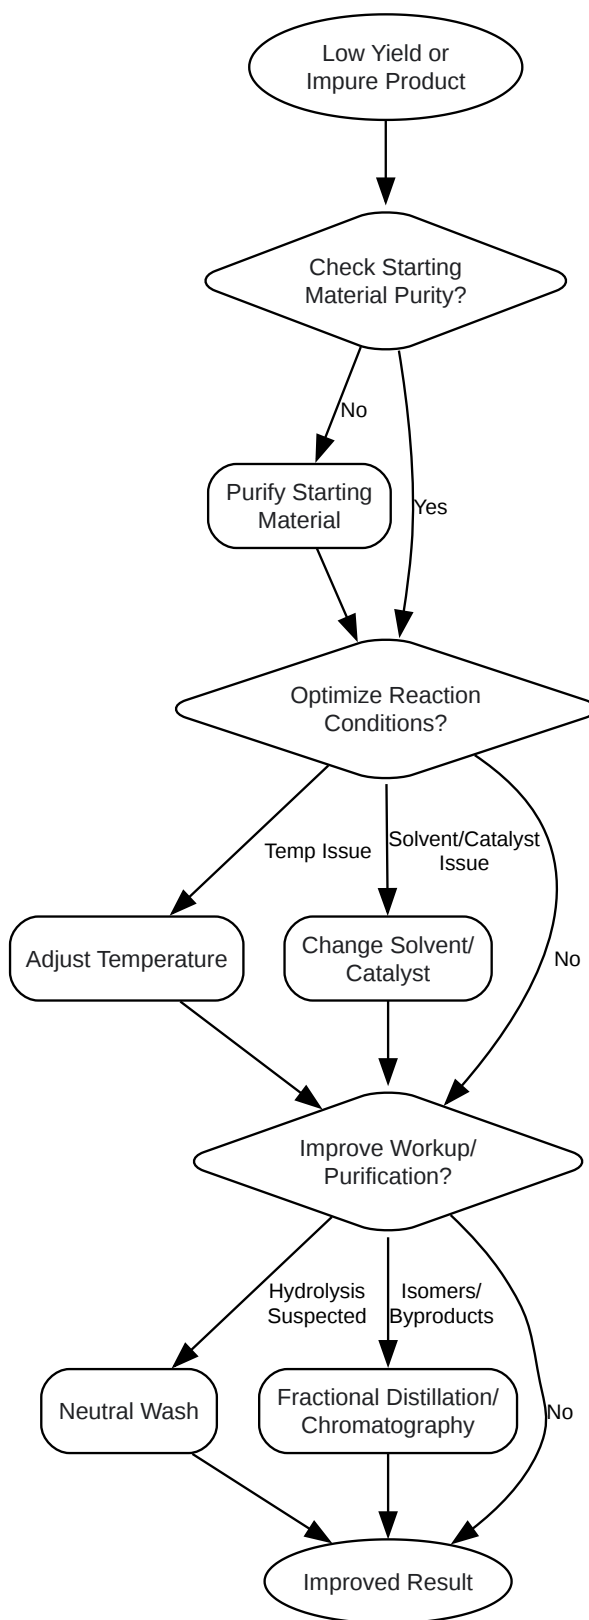 Low Yield or
Impure Product
Check Starting
Material Purity?
No
Purify Starting
Material
Yes
Optimize Reaction
Conditions?
Temp Issue
Solvent/Catalyst
Issue
Adjust Temperature
Change Solvent/
Catalyst
No
Improve Workup/
Purification?
Hydrolysis
Suspected
Isomers/
Byproducts
Neutral Wash
Fractional Distillation/
Chromatography
No
Improved Result